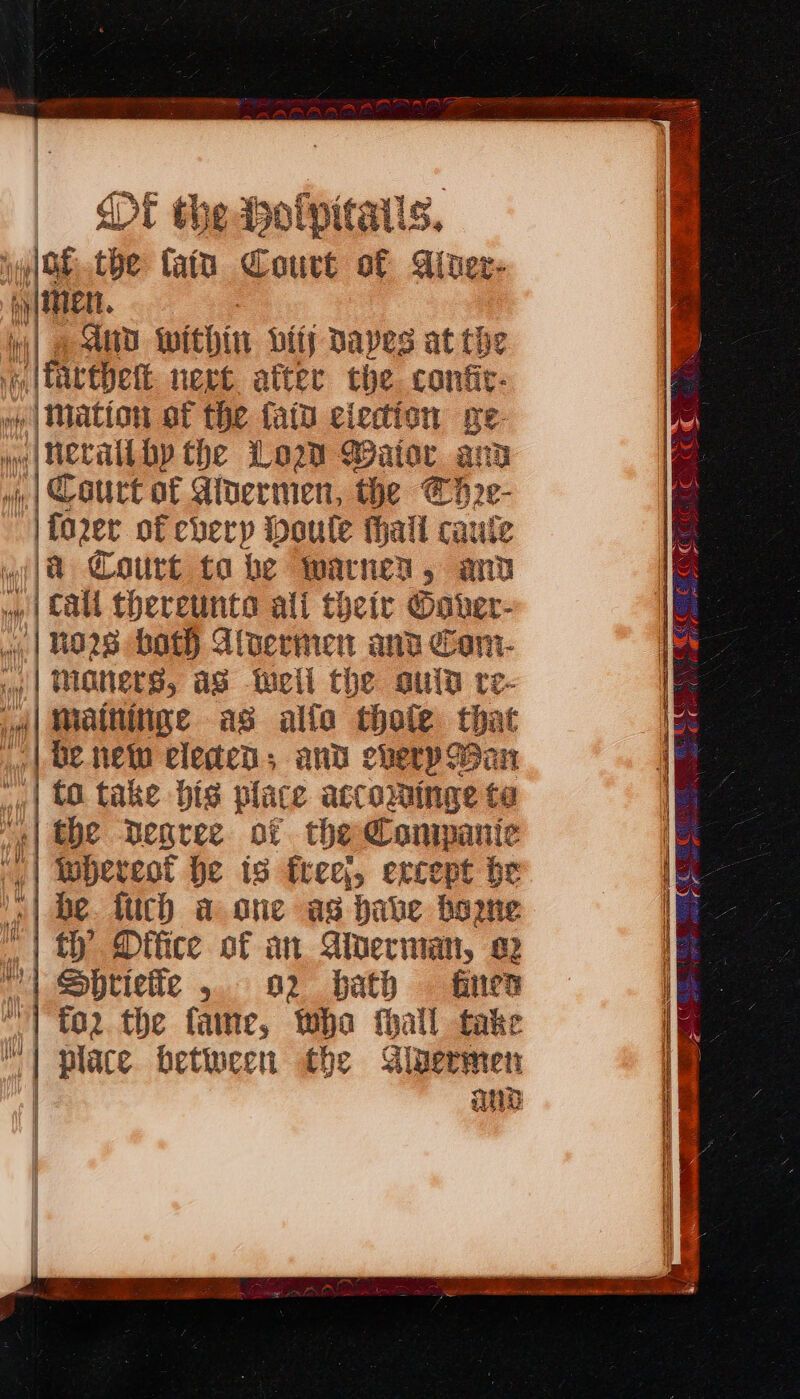 Of the Hoſpitalls.
of the ſaid Court of Alder-
men.
And within viij dayes at the
fartheſt next after the confir-
mation of the ſaid election ge-
nerall by the Lord Maior and
Court of Aldermen, the Thre-
ſorer of every Houſe ſhall cauſe
a Court to be warned, and
call thereunto all their Gover-
nors both Aldermen and Com-
moners, as well the ould re-
maininge as alſo thoſe that
be new elected; and every Man
to take his place accordinge to
the degree of the Companie
whereof he is free, except he
be ſuch a one as have borne
th' Office of an Alderman, or
Shrieffe, or hath fined
for the ſame, who ſhall take
place between the Aldermen
and